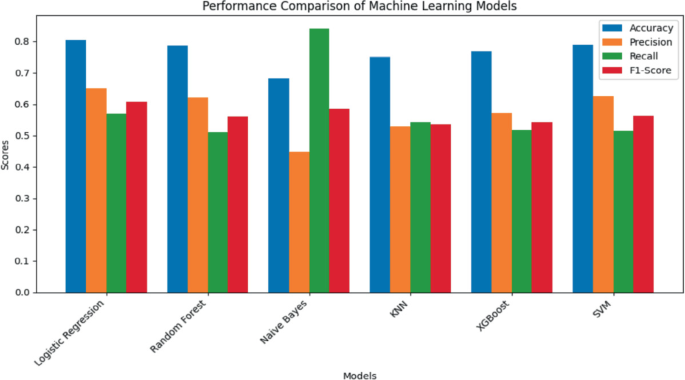 Performance Comparison of Machine Learning Models
Accuracy
Precision
Recall
F1-Score
Scores
0.8
0.7
0.6
0.5
0.4
0.3
0.2
0.1
0.0
Logistic Regression
Random Forest
Naive Bayes
KNN
XGBoost
SVM
Models